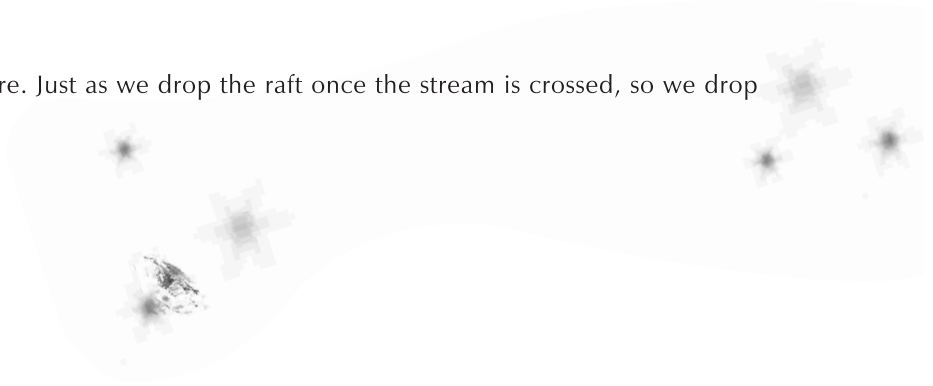 re. Just as we drop the raft once the stream is crossed, so we drop